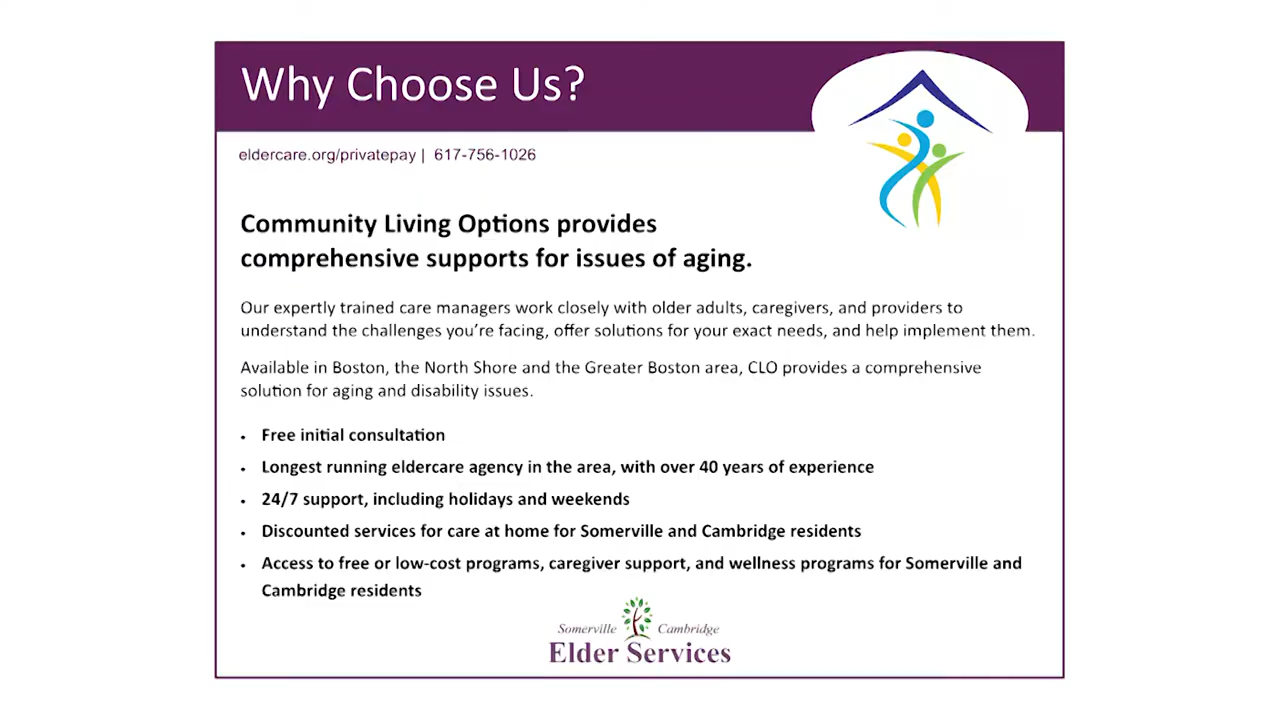 Why Choose Us?
eldercare.org/privatepay | 617-756-1026
Community Living Options provides
comprehensive supports for issues of aging.
Our expertly trained care managers work closely with older adults, caregivers, and providers to
understand the challenges you're facing, offer solutions for your exact needs, and help implement them.
Available in Boston, the North Shore and the Greater Boston area, CLO provides a comprehensive
solution for aging and disability issues.
• Free initial consultation
• Longest running eldercare agency in the area, with over 40 years of experience
• 24/7 support, including holidays and weekends
• Discounted services for care at home for Somerville and Cambridge residents
• Access to free or low-cost programs, caregiver support, and wellness programs for Somerville and
Cambridge residents
Somerville Cambridge
Elder Services